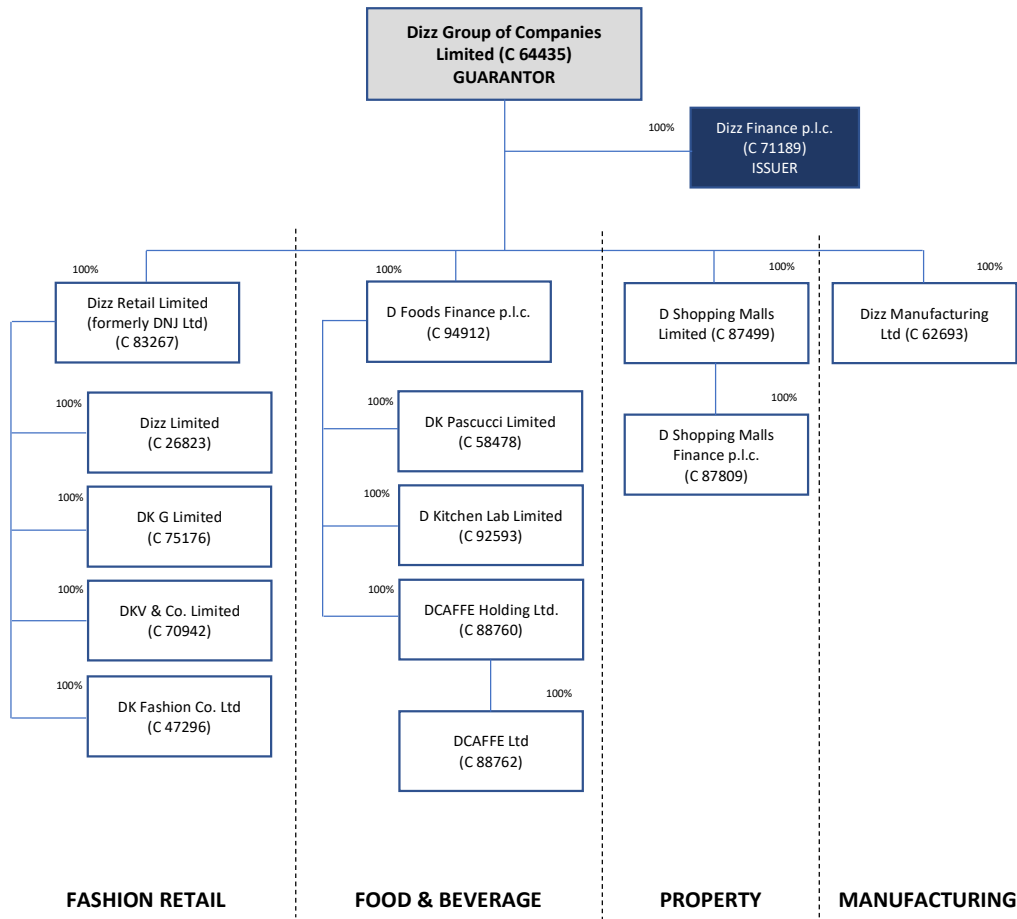 Dizz Group of Companies
Limited (C 64435)
GUARANTOR
100%
Dizz Finance p.l.c.
(C 71189)
ISSUER
100%
Dizz Retail Limited
(formerly DNJ Ltd)
(C 83267)
100%
Dizz Limited
(C 26823)
100%
DK G Limited
(C 75176)
100%
DKV & Co. Limited
(C 70942)
100%
DK Fashion Co. Ltd
(C 47296)
FASHION RETAIL
100%
D Foods Finance p.l.c.
(C 94912)
100%
DK Pascucci Limited
(C 58478)
100%
D Kitchen Lab Limited
(C 92593)
100%
DCAFFE Holding Ltd.
(C 88760)
100%
DCAFFE Ltd
(C 88762)
FOOD & BEVERAGE
100%
D Shopping Malls
Limited (C 87499)
100%
D Shopping Malls
Finance p.l.c.
(C 87809)
PROPERTY
100%
Dizz Manufacturing
Ltd (C 62693)
MANUFACTURING